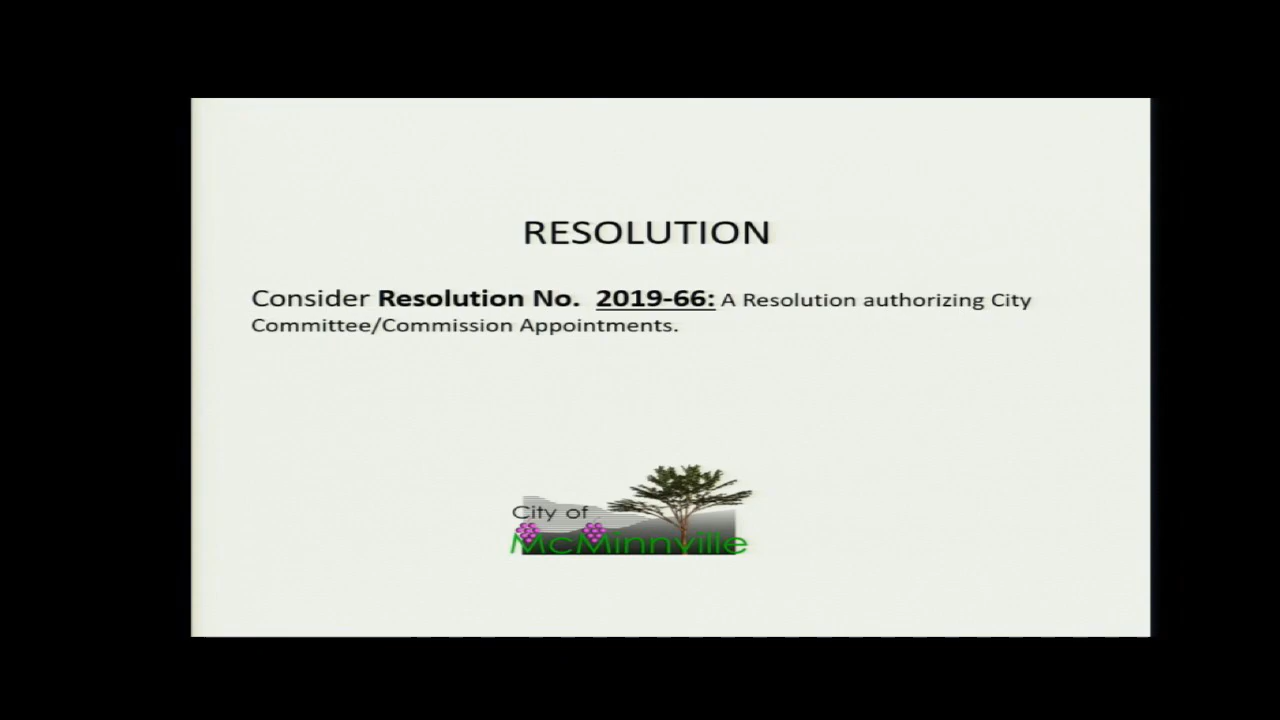 RESOLUTION
Consider Resolution No.  2019-66: A Resolution authorizing City
Committee/Commission Appointments.
City of
McMinnville